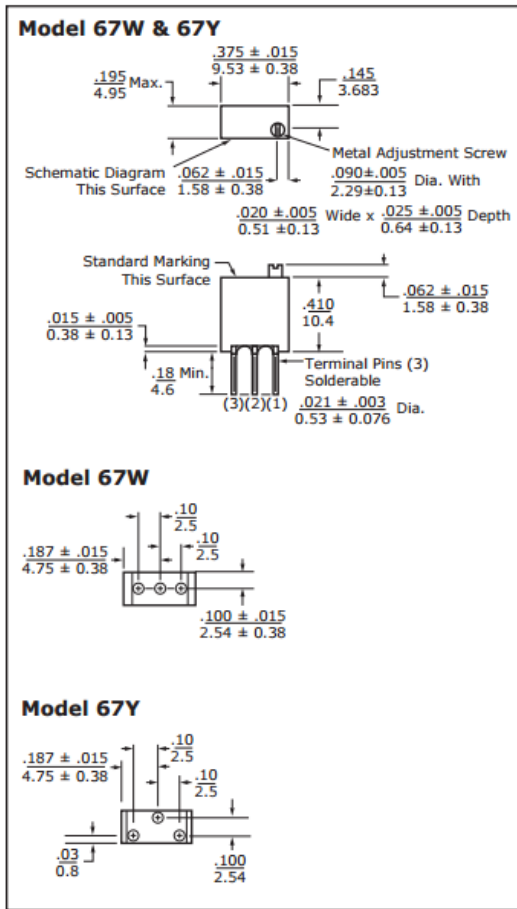 Model 67W & 67Y
.375 ± .015
9.53 ± 0.38
.195 Max.
4.95
.145
3.683
Metal Adjustment Screw
Schematic Diagram
This Surface
.062 ± .015
1.58 ± 0.38
.090±.005 Dia. With
2.29±0.13
.020 ±.005 Wide x .025 ±.005 Depth
0.51 ±0.13 0.64 ±0.13
Standard Marking
This Surface
.410
10.4
.062 ± .015
1.58 ± 0.38
.015 ± .005
0.38 ± 0.13
.18 Min.
4.6
Terminal Pins (3)
Solderable
(3)(2)(1)
.021 ± .003 Dia.
0.53 ± 0.076
Model 67W
.10
2.5
.10
2.5
.187 ± .015
4.75 ± 0.38
.100 ± .015
2.54 ± 0.38
Model 67Y
.10
2.5
.187 ± .015
4.75 ± 0.38
.10
2.5
.03
0.8
.100
2.54